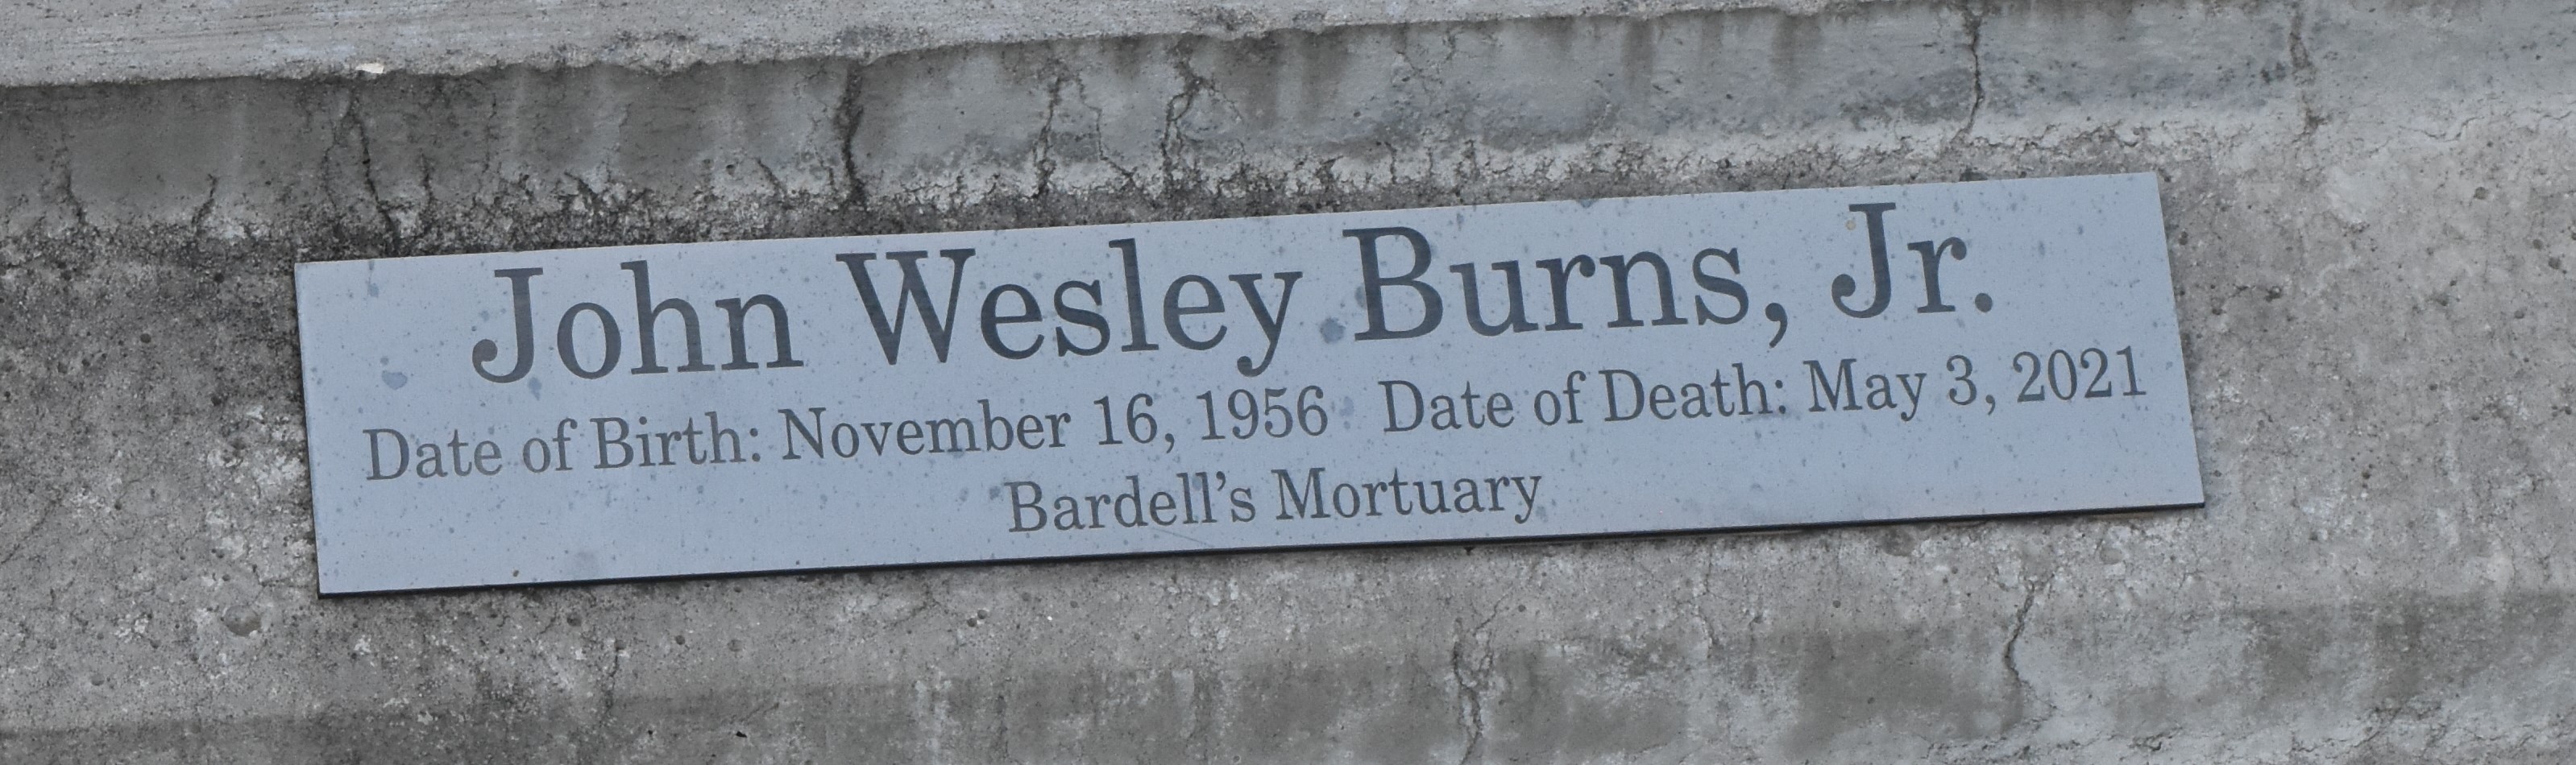 John Wesley Burns, Jr.
Date of Birth: November 16, 1956 Date of Death: May 3, 2021
Bardell’s Mortuary